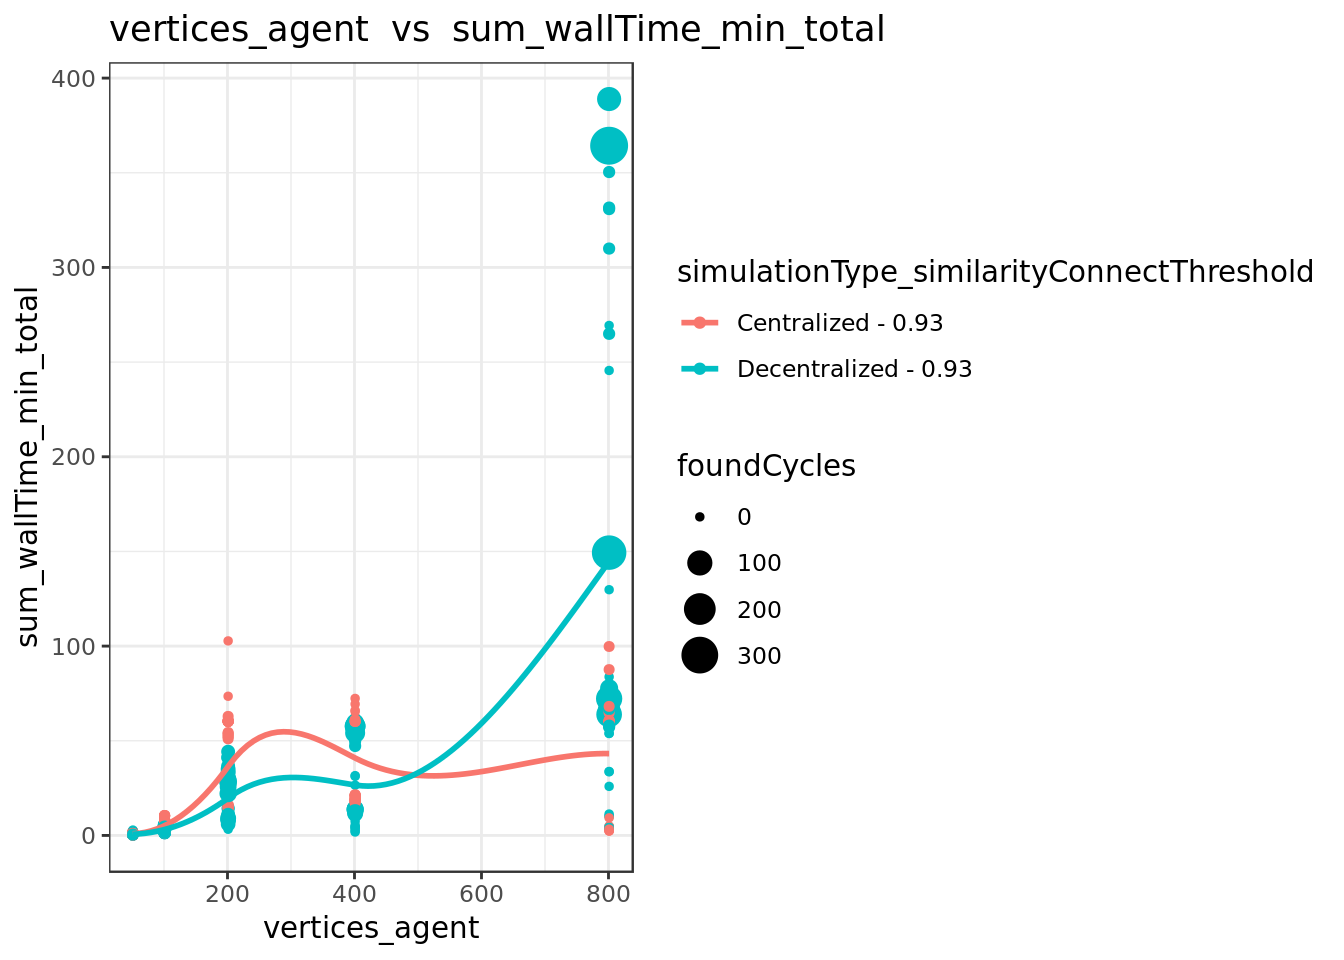 vertices_agent  vs  sum_wallTime_min_total
400
300
200
100
0
sum_wallTime_min_total
200
400
600
800
vertices_agent
simulationType_similarityConnectThreshold
Centralized - 0.93
Decentralized - 0.93
foundCycles
0
100
200
300